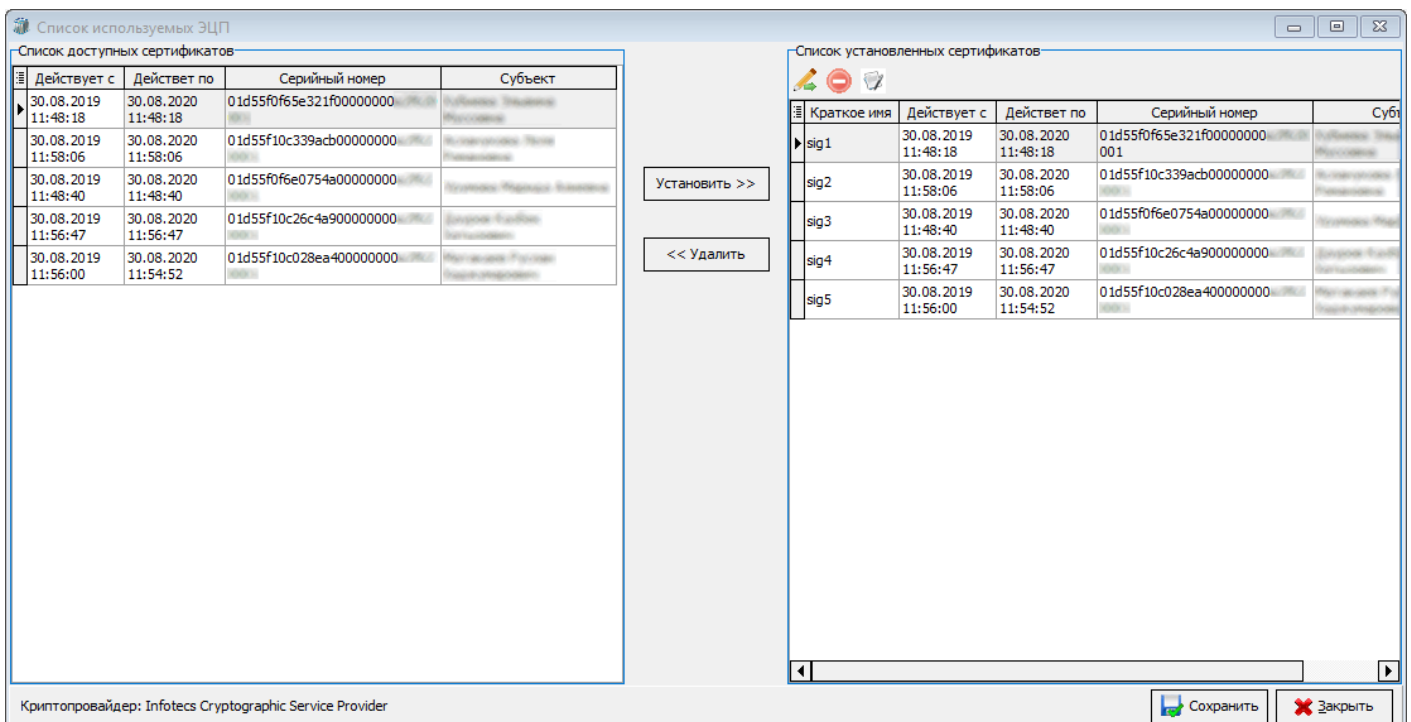 Список используемых ЭЦП
Список доступных сертификатов
Действует с Действет по Серийный номер Субъект
30.08.2019 30.08.2020 01d55f0f65e321f00000000
11:48:18 11:48:18
30.08.2019 30.08.2020 01d55f10c339acb00000000
11:58:06 11:58:06
30.08.2019 30.08.2020 01d55f0f6e0754a00000000
11:48:40 11:48:40
30.08.2019 30.08.2020 01d55f10c26c4a900000000
11:56:47 11:56:47
30.08.2019 30.08.2020 01d55f10c028ea400000000
11:56:00 11:54:52
Установить >>
<< Удалить
Список установленных сертификатов
Краткое имя Действует с Действет по Серийный номер Субъ
sig1 30.08.2019 30.08.2020 01d55f0f65e321f00000000
11:48:18 11:48:18 001
sig2 30.08.2019 30.08.2020 01d55f10c339acb00000000
11:58:06 11:58:06
sig3 30.08.2019 30.08.2020 01d55f0f6e0754a00000000
11:48:40 11:48:40
sig4 30.08.2019 30.08.2020 01d55f10c26c4a900000000
11:56:47 11:56:47
sig5 30.08.2019 30.08.2020 01d55f10c028ea400000000
11:56:00 11:54:52
Криптопровайдер: Infotecs Cryptographic Service Provider
Сохранить
Закрыть